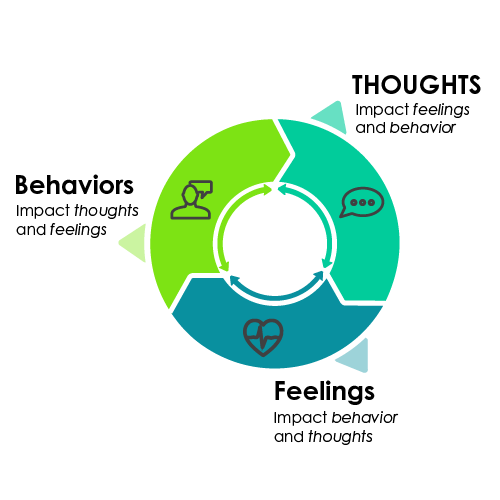 THOUGHTS
Impact feelings
and behavior
Behaviors
Impact thoughts
and feelings
Feelings
Impact behavior
and thoughts